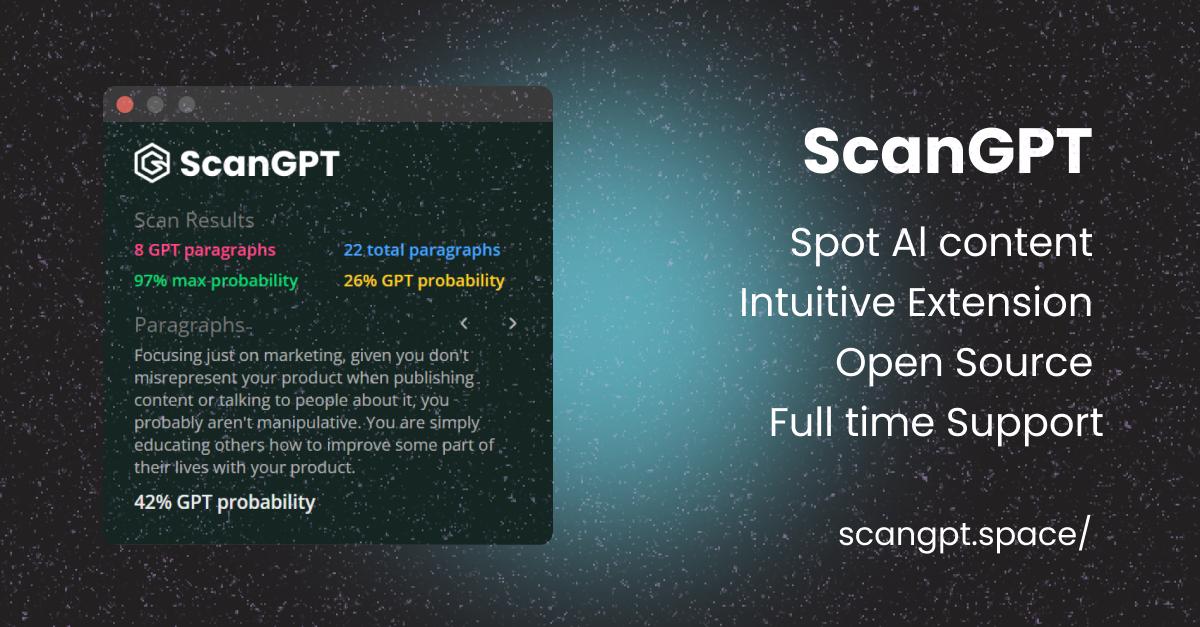 ScanGPT
Scan Results
8 GPT paragraphs
22 total paragraphs
97% max probability
26% GPT probability
Paragraphs
Focusing just on marketing, given you don't
misrepresent your product when publishing
content or talking to people about it, you
probably aren't manipulative. You are simply
educating others how to improve some part of
their lives with your product.
42% GPT probability
ScanGPT
Spot AI content
Intuitive Extension
Open Source
Full time Support
scangpt.space/